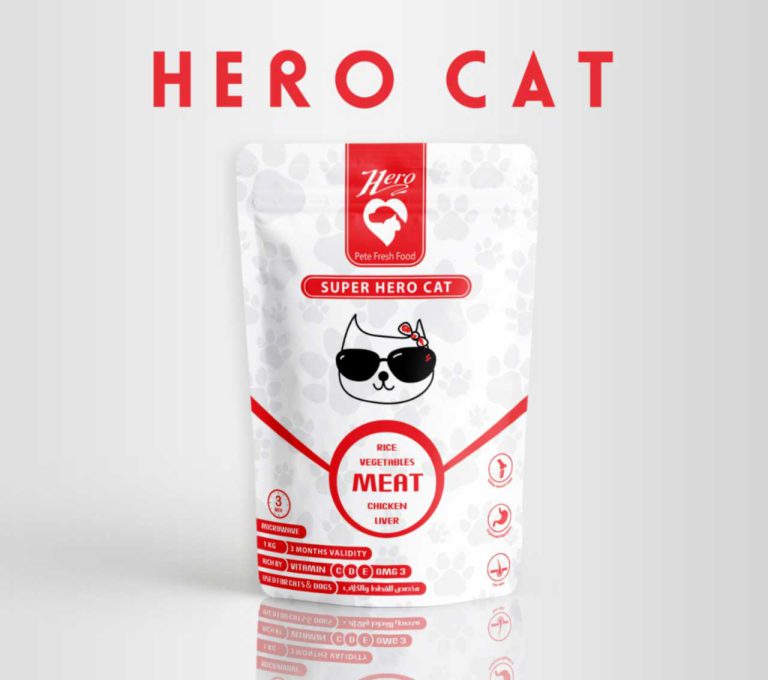 HERO CAT
Hero
Pete Fresh Food
SUPER HERO CAT
RICE
VEGETABLES
MEAT
CHICKEN
LIVER
3
MICROWAVE
1 KG 3 MONTHS VALIDITY
RICH BY VITAMIN C D E OMG 3
USED FOR CATS & DOGS مخصص للقطط والكلاب